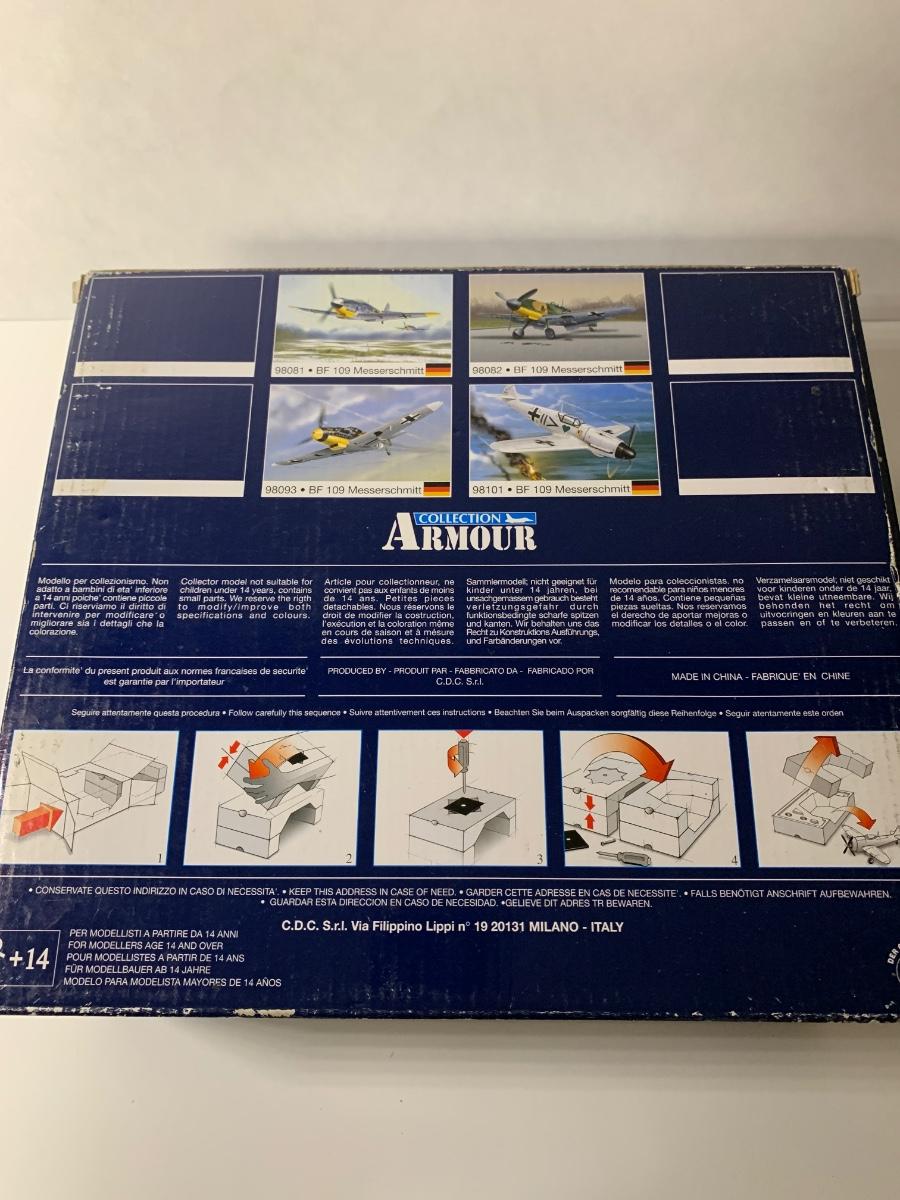 98081 • BF 109 Messerschmitt
98082 • BF 109 Messerschmitt
98093 • BF 109 Messerschmitt
98101 • BF 109 Messerschmitt
COLLECTION
ARMOUR
Modello per collezionismo. Non
adatto a bambini di eta' inferiore
a 14 anni poiche' contiene piccole
parti. Ci riserviamo il diritto di
intervenire per modificare o
migliorare sia i dettagli che la
colorazione.
Collector model not suitable for
children under 14 years, contains
small parts. We reserve the rigth
to modify/improve both
specifications and colours.
Article pour collectionneur, ne
convient pas aux enfants de moins
de 14 ans. Petites pieces
detachables. Nous réservons le
droit de modifier la costruction,
l'exécution et la coloration même
en cours de saison et à mésure
des évolutions techniques.
Sammlermodell; nicht geeignet für
kinder unter 14 jahren, bei
unsachgemassem gebrauch besteht
verletzungsgefahr durch
funktionsbedingte scharfe spitzen
und kanten. Wir behalten uns das
Recht zu Konstruktions Ausführungs,
und Farbänderungen vor.
Modelo para coleccionistas. no
recomendable para niños menores
de 14 años. Contiene pequeñas
piezas sueltas. Nos reservamos
el derecho de aportar mejoras o
modificar los detalles o el color.
Verzamelaarsmodel; niet geschikt
voor kinderen onder de 14 jaar,
bevat kleine utneembare. Wij
behonden het recht om
uitvocringen en kleuren aan te
passen en of te verbeteren.
La conformite' du present produit aux normes francaises de securite'
est garantie par l'importateur
PRODUCED BY - PRODUIT PAR - FABBRICATO DA - FABRICADO POR
C.D.C. S.r.l.
MADE IN CHINA - FABRIQUE' EN CHINE
Seguire attentamente questa procedura • Follow carefully this sequence • Suivre attentivement ces instructions • Beachten Sie beim Auspacken sorgfältig diese Reihenfolge • Seguir atentamente este orden
1
2
3
4
• CONSERVATE QUESTO INDIRIZZO IN CASO DI NECESSITA'. • KEEP THIS ADDRESS IN CASE OF NEED. • GARDER CETTE ADRESSE EN CAS DE NECESSITE'. • FALLS BENÖTIGT ANSCHRIFT AUFBEWAHREN.
• GUARDAR ESTA DIRECCION EN CASO DE NECESIDAD. •GELIEVE DIT ADRES TR BEWAREN.
C.D.C. S.r.l. Via Filippino Lippi n° 19 20131 MILANO - ITALY
+14
PER MODELLISTI A PARTIRE DA 14 ANNI
FOR MODELLERS AGE 14 AND OVER
POUR MODELLISTES A PARTIR DE 14 ANS
FÜR MODELLBAUER AB 14 JAHRE
MODELO PARA MODELISTA MAYORES DE 14 AÑOS